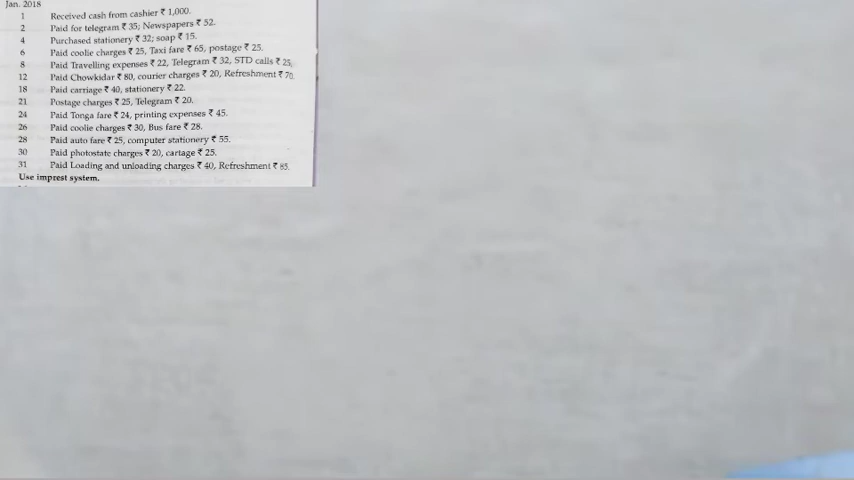 Jan. 2018
1 Received cash from cashier ₹ 1,000.
2 Paid for telegram ₹ 35; Newspapers ₹ 52.
4 Purchased stationery ₹ 32; soap ₹ 15.
6 Paid coolie charges ₹ 25, Taxi fare ₹ 65, postage ₹ 25.
8 Paid Travelling expenses ₹ 22, Telegram ₹ 32, STD calls ₹ 25,
12 Paid Chowkidar ₹ 80, courier charges ₹ 20, Refreshment ₹ 70
18 Paid carriage ₹ 40, stationery ₹ 22.
21 Postage charges ₹ 25, Telegram ₹ 20.
24 Paid Tonga fare ₹ 24, printing expenses ₹ 45.
26 Paid coolie charges ₹ 30, Bus fare ₹ 28.
28 Paid auto fare ₹ 25, computer stationery ₹ 55.
30 Paid photostate charges ₹ 20, cartage ₹ 25.
31 Paid Loading and unloading charges ₹ 40, Refreshment ₹ 85.
Use imprest system.